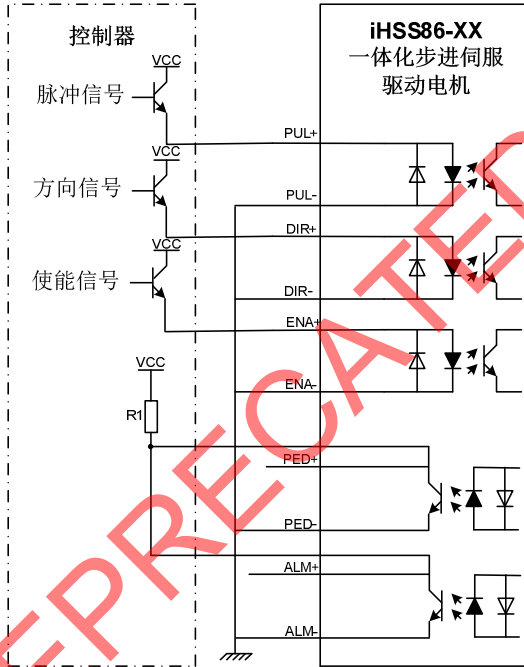 控制器
iHSS86-XX
一体化步进伺服
驱动电机
VCC
脉冲信号
PUL+
VCC
方向信号
PUL-
DIR+
VCC
使能信号
DIR-
ENA+
VCC
ENA-
R1
PED+
PED-
ALM+
ALM-
EPRECATED